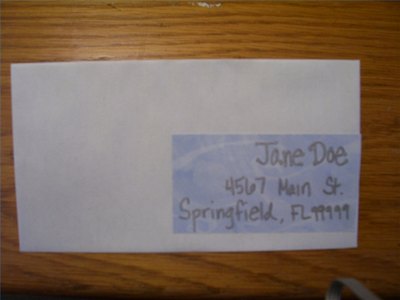 Jane Doe
4567 Main St.
Springfield, FL 99999